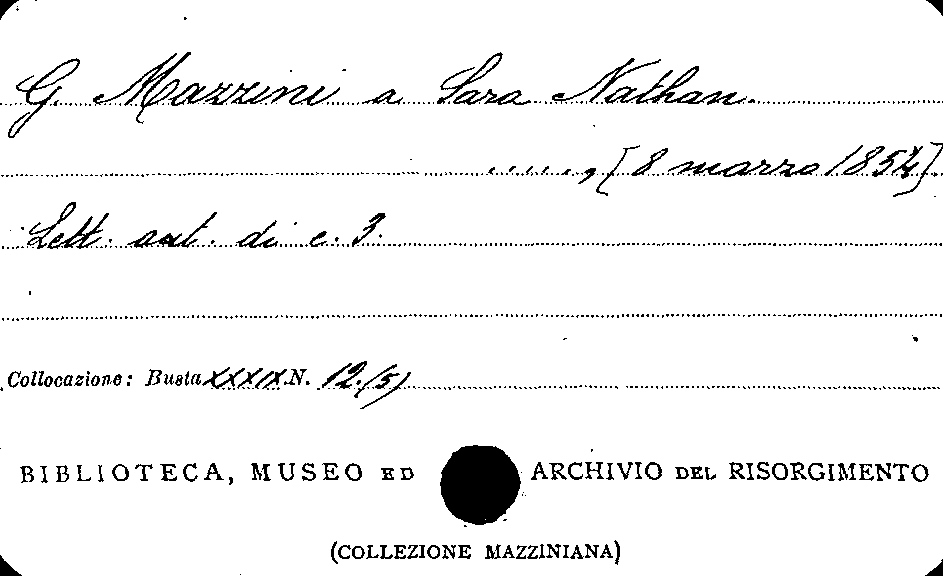 G. Mazzini a Sara Nathan.
....., [8 marzo 1854].
Lett. aut. di c. 3.
Collocazione: Busta XXXIX N. 12.(5)
BIBLIOTECA, MUSEO ED ARCHIVIO DEL RISORGIMENTO
(COLLEZIONE MAZZINIANA)